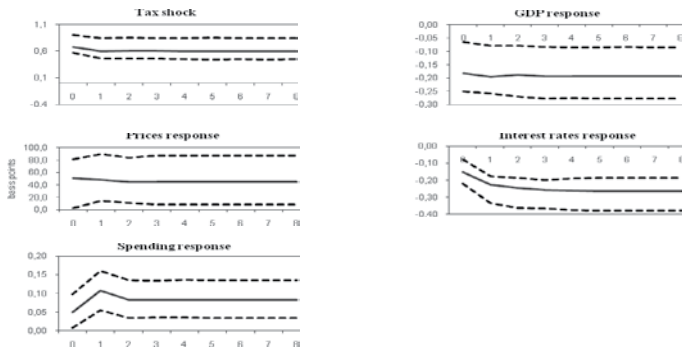 Tax shock
1,1
0,6
0,1
-0,4
0 1 2 3 4 5 6 7 8
GDP response
0,00
-0,05
-0,10
-0,15
-0,20
-0,25
-0,30
0 1 2 3 4 5 6 7 8
Prices response
basis points
100,0
80,0
60,0
40,0
20,0
0,0
0 1 2 3 4 5 6 7 8
Interest rates response
0,00
-0,10
-0,20
-0,30
-0,40
0 1 2 3 4 5 6 7 8
Spending response
0,20
0,15
0,10
0,05
0,00
0 1 2 3 4 5 6 7 8